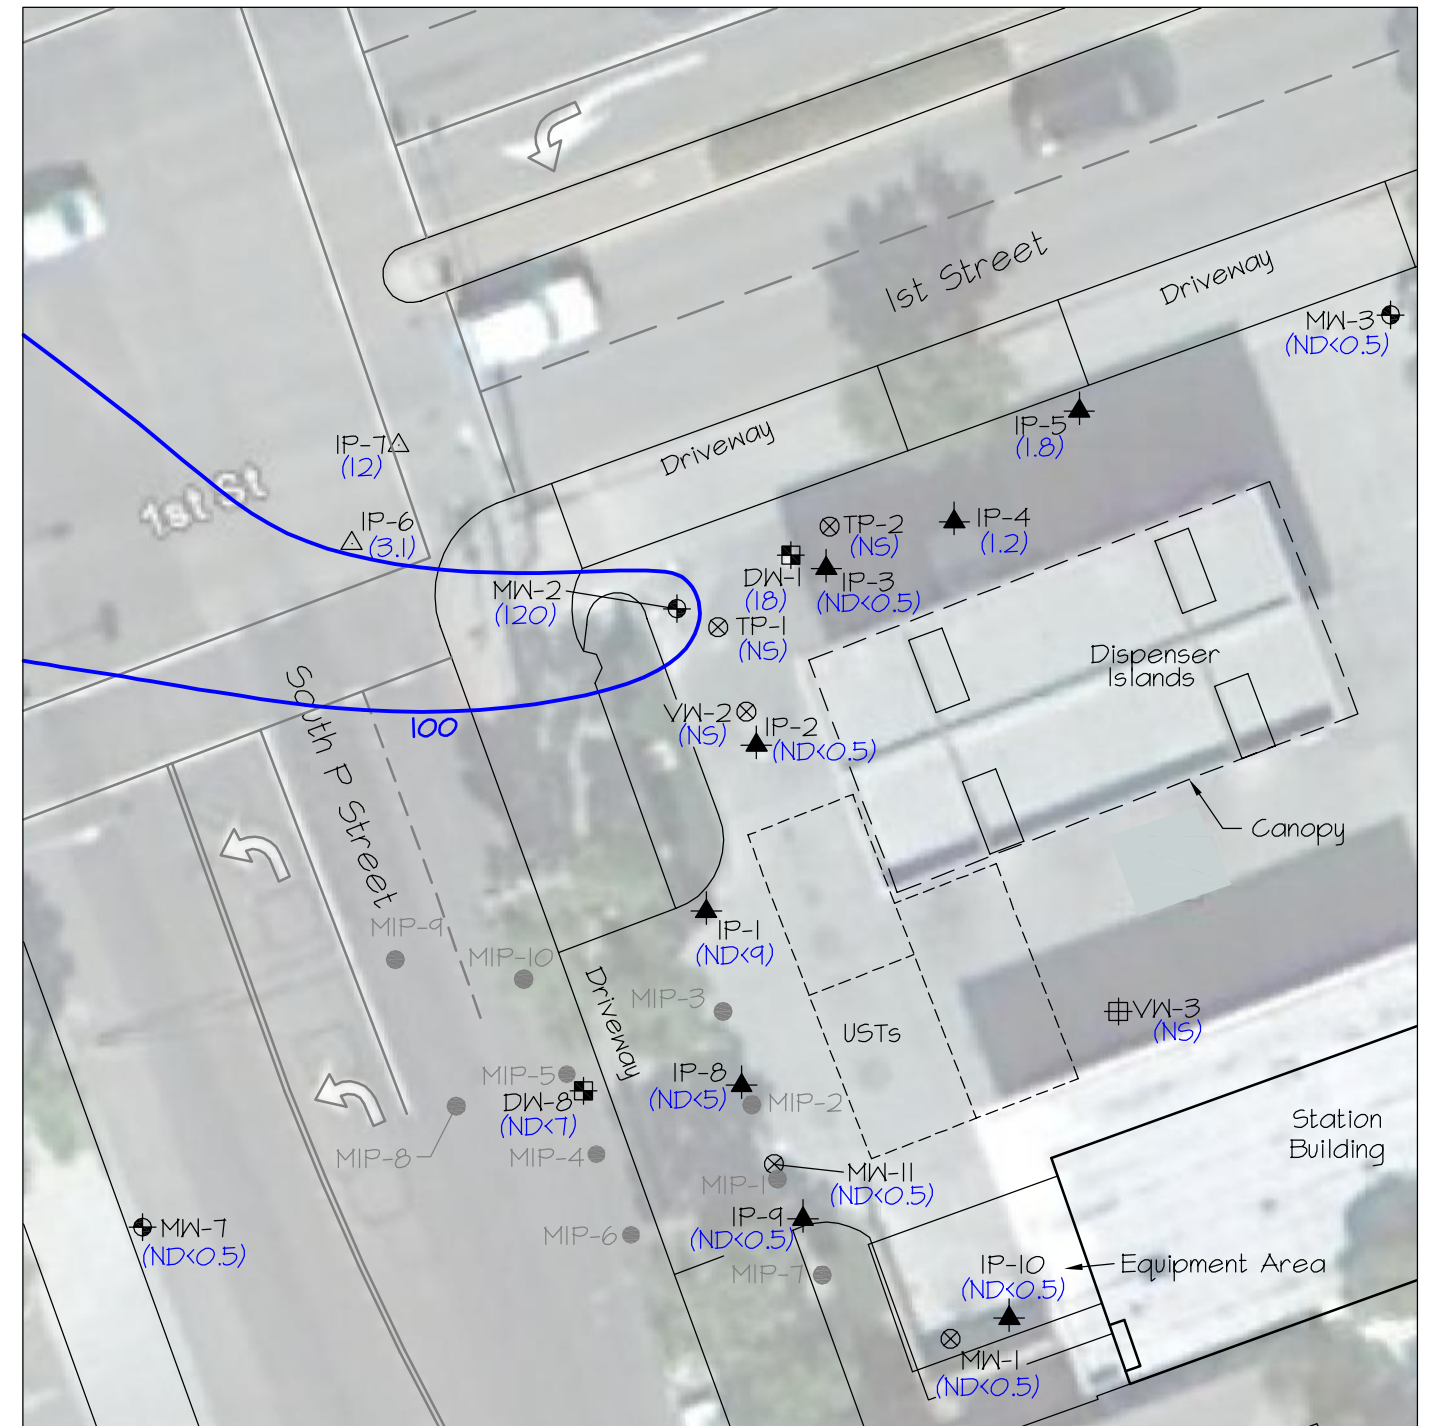 1st Street
Driveway
MW-3
(ND<0.5)
IP-5
(1.8)
Driveway
IP-7
(12)
1st St
IP-6
(3.1)
TP-2
(NS)
IP-4
(1.2)
DW-1
(18)
IP-3
(ND<0.5)
MW-2
(120)
TP-1
(NS)
Dispenser
Islands
South P Street
100
VW-2
(NS)
IP-2
(ND<0.5)
Canopy
MIP-9
MIP-10
IP-1
(ND<9)
Driveway
MIP-3
USTs
VW-3
(NS)
MIP-5
DW-8
(ND<7)
IP-8
(ND<5)
MIP-2
MIP-8
MIP-4
Station
Building
MW-11
(ND<0.5)
MIP-1
IP-9
(ND<0.5)
MW-7
(ND<0.5)
MIP-6
MIP-7
IP-10
(ND<0.5)
Equipment Area
MW-1
(ND<0.5)